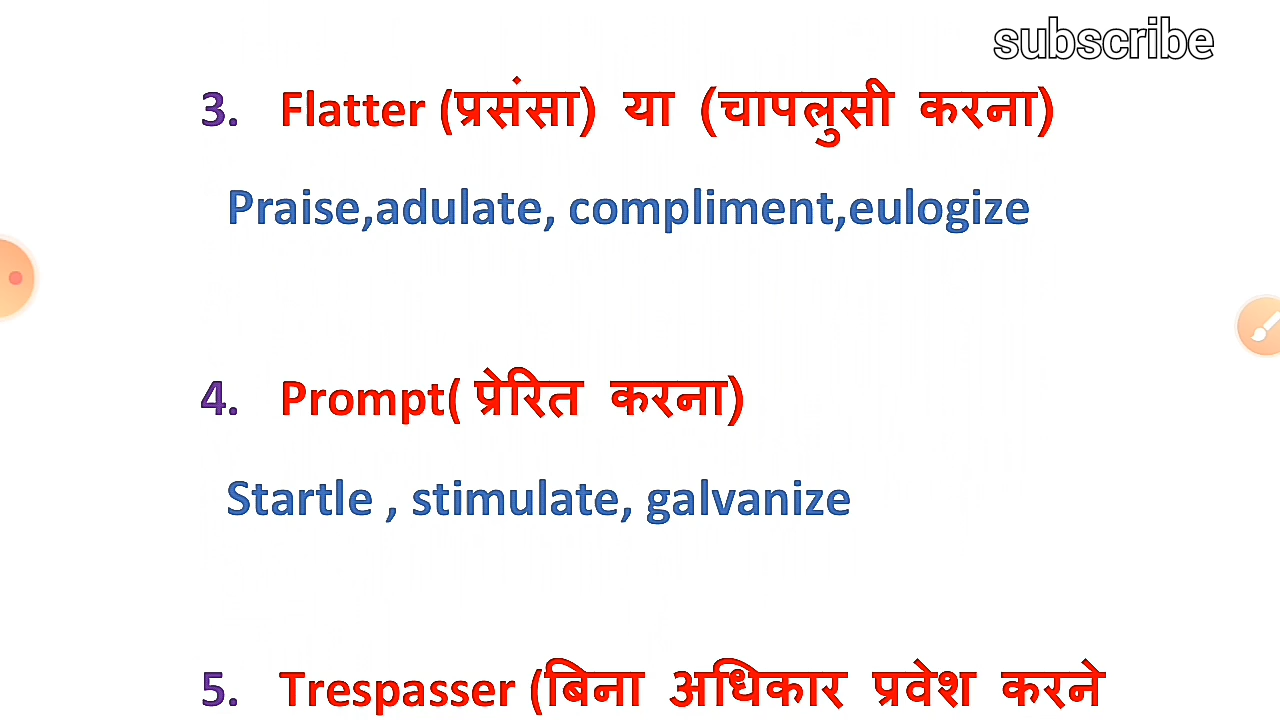 subscribe
3. Flatter (प्रसंसा) या (चापलुसी करना)
Praise,adulate, compliment,eulogize
4. Prompt( प्रेरित करना)
Startle , stimulate, galvanize
5. Trespasser (बिना अधिकार प्रवेश करने